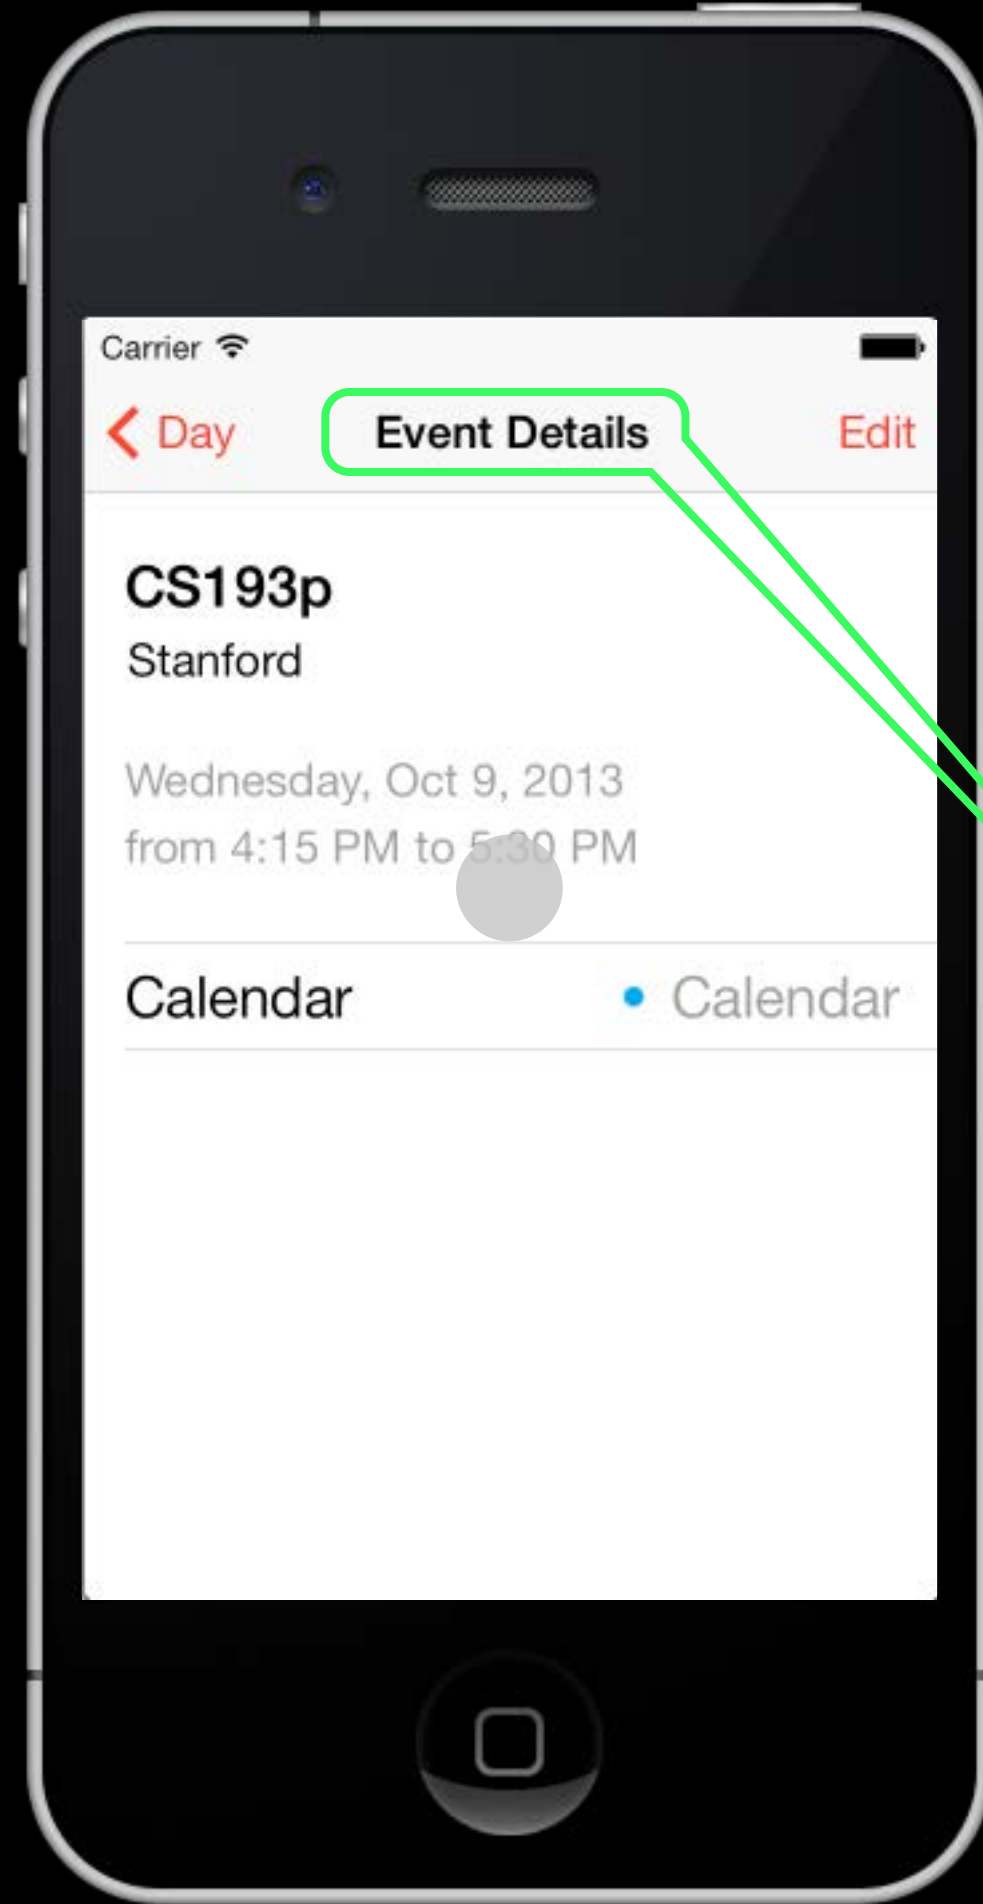 Carrier
Day Event Details Edit
CS193p
Stanford
Wednesday, Oct 9, 2013
from 4:15 PM to 5:30 PM
Calendar • Calendar